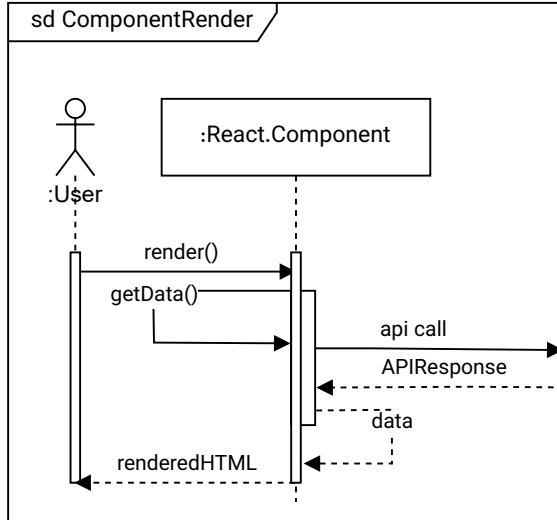 sd ComponentRender
:React.Component
:User
render()
getData()
api call
APIResponse
data
renderedHTML